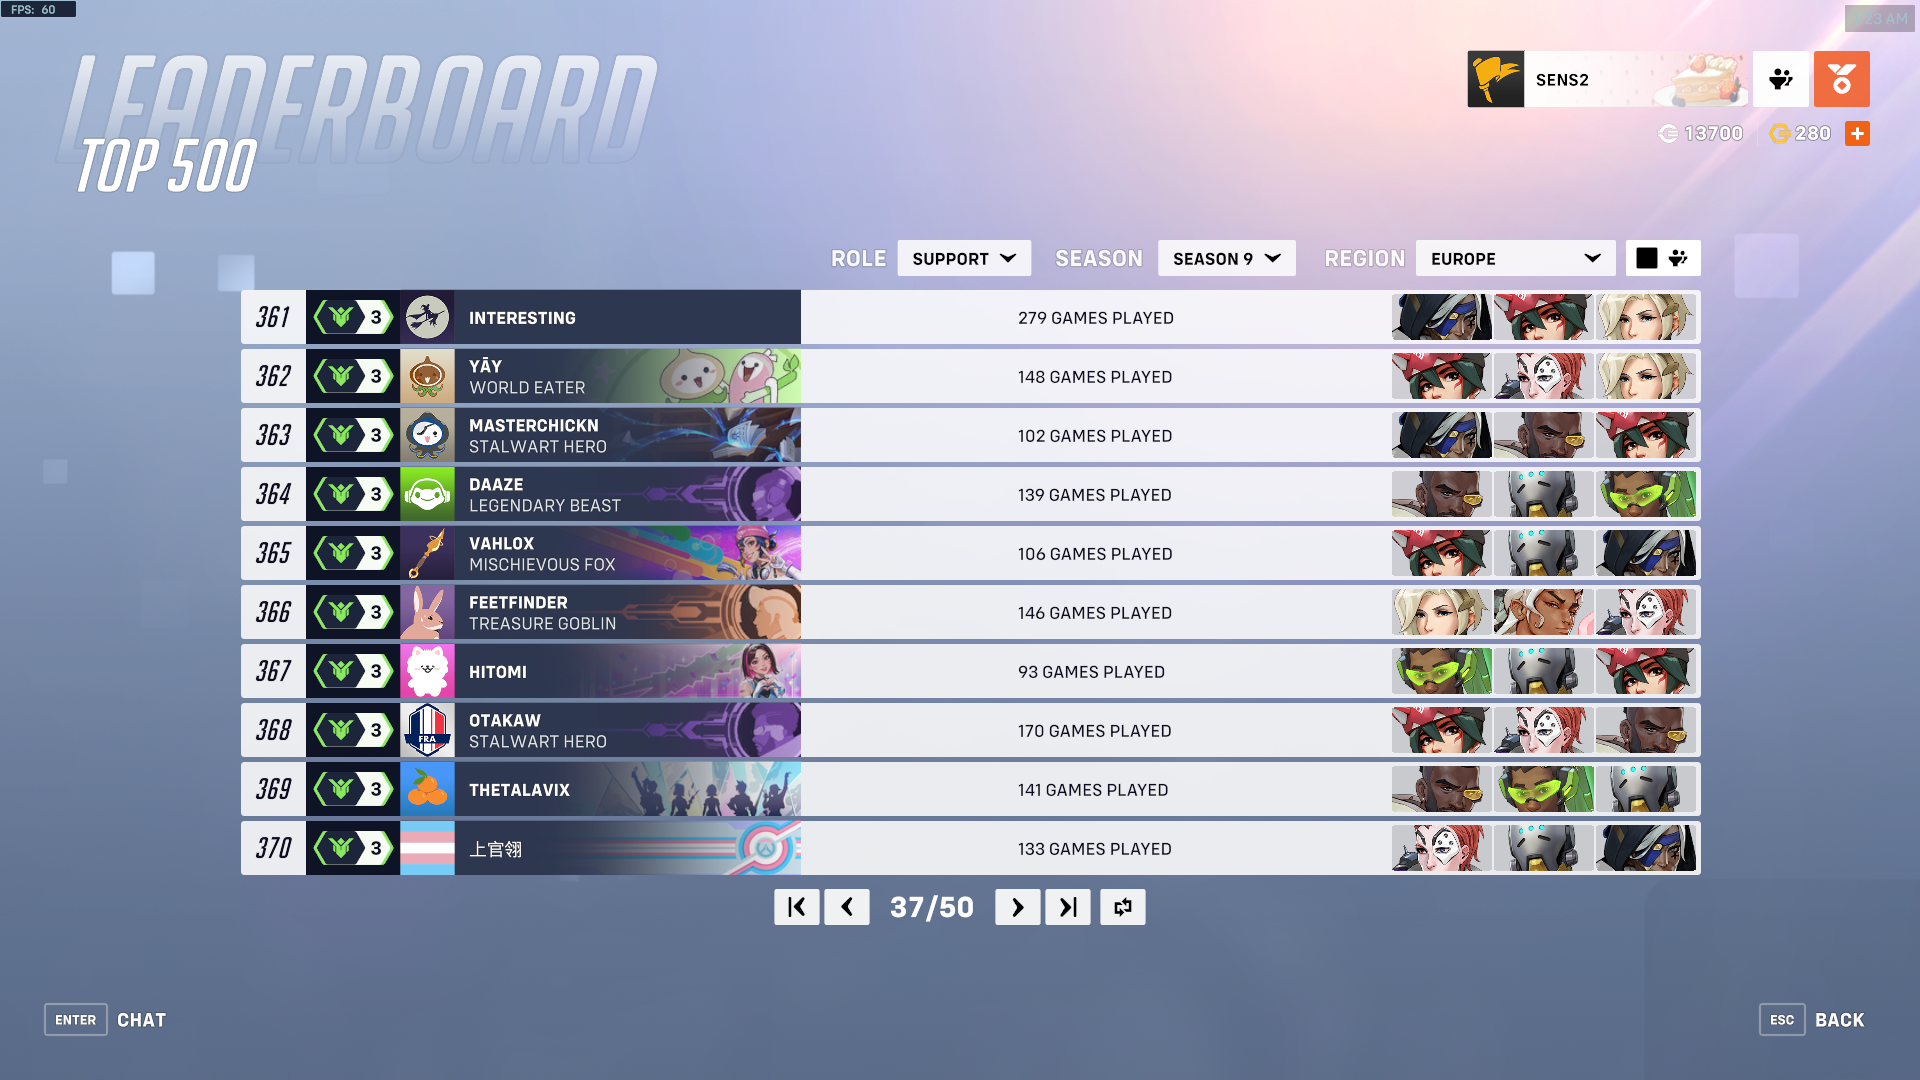 FPS: 60
LEADERBOARD
TOP 500
SENS2
13700
280
ROLE SUPPORT SEASON SEASON 9 REGION EUROPE
361 3 INTERESTING 279 GAMES PLAYED
362 3 YĀY 148 GAMES PLAYED
WORLD EATER
363 3 MASTERCHICKN 102 GAMES PLAYED
STALWART HERO
364 3 DAAZE 139 GAMES PLAYED
LEGENDARY BEAST
365 3 VAHLOX 106 GAMES PLAYED
MISCHIEVOUS FOX
366 3 FEETFINDER 146 GAMES PLAYED
TREASURE GOBLIN
367 3 HITOMI 93 GAMES PLAYED
368 3 FRA OTAKAW 170 GAMES PLAYED
STALWART HERO
369 3 THETALAVIX 141 GAMES PLAYED
370 3 上官翎 133 GAMES PLAYED
37/50
ENTER CHAT
ESC BACK